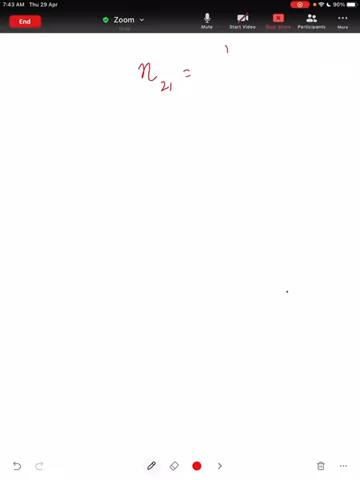 7:43 AM Thu 29 Apr 90%
End Zoom Mute Start Video Stop Share Participants More
n₂₁ =